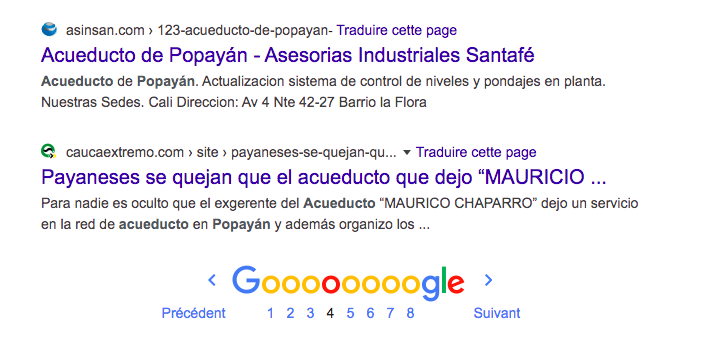 asinsan.com › 123-acueducto-de-popayan- Traduire cette page
Acueducto de Popayán - Asesorias Industriales Santafé
Acueducto de Popayán. Actualizacion sistema de control de niveles y pondajes en planta.
Nuestras Sedes. Cali Direccion: Av 4 Nte 42-27 Barrio la Flora
caucaextremo.com › site › payaneses-se-quejan-qu... Traduire cette page
Payaneses se quejan que el acueducto que dejo “MAURICIO ...
Para nadie es oculto que el exgerente del Acueducto “MAURICO CHAPARRO” dejo un servicio
en la red de acueducto en Popayán y además organizo los ...
Goooooooogle
Précédent 1 2 3 4 5 6 7 8 Suivant